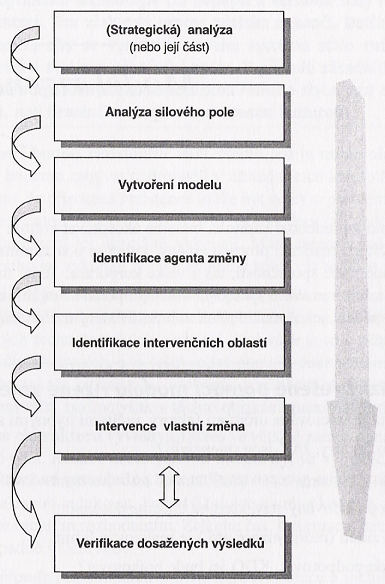 (Strategická) analýza
(nebo její část)
Analýza silového pole
Vytvoření modelu
Identifikace agenta změny
Identifikace intervenčních oblastí
Intervence vlastní změna
Verifikace dosažených výsledků